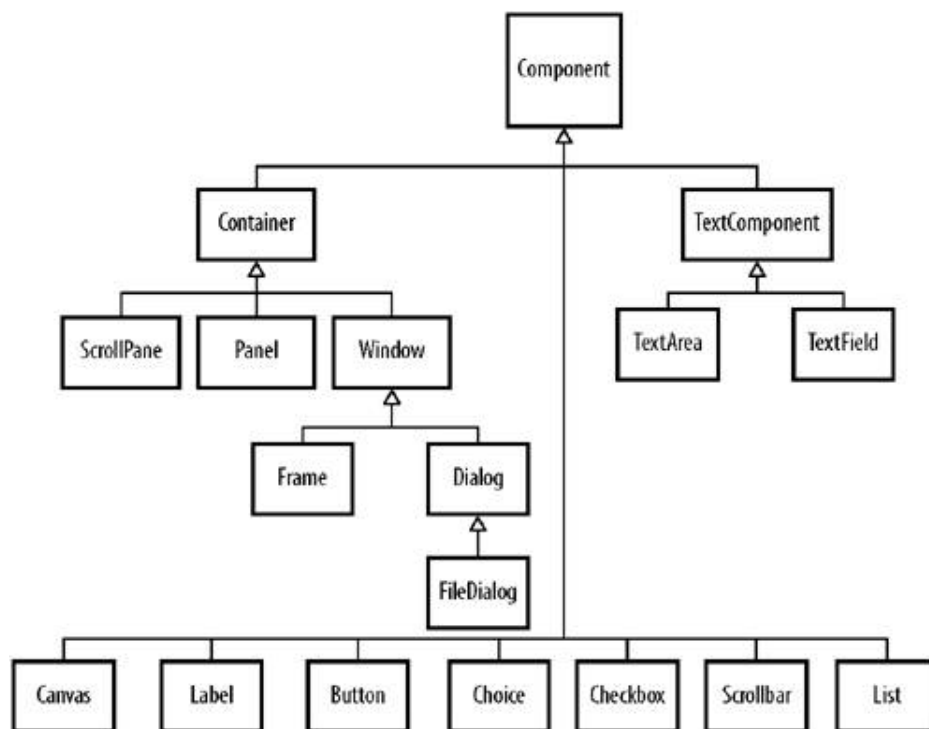 Component
Container
TextComponent
ScrollPane
Panel
Window
TextArea
TextField
Frame
Dialog
FileDialog
Canvas
Label
Button
Choice
Checkbox
Scrollbar
List